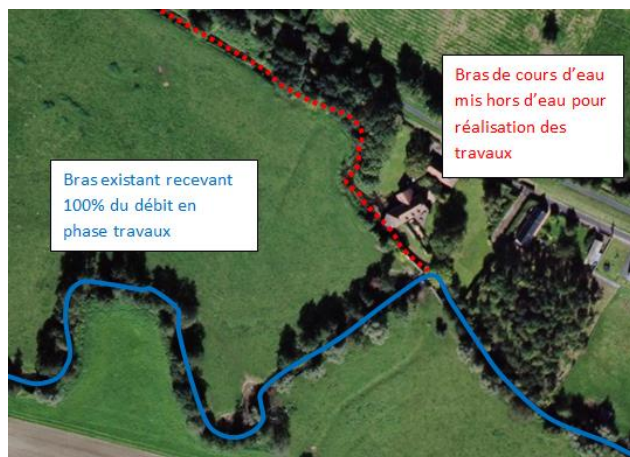 Bras de cours d'eau
mis hors d'eau pour
réalisation des
travaux
Bras existant recevant
100% du débit en
phase travaux